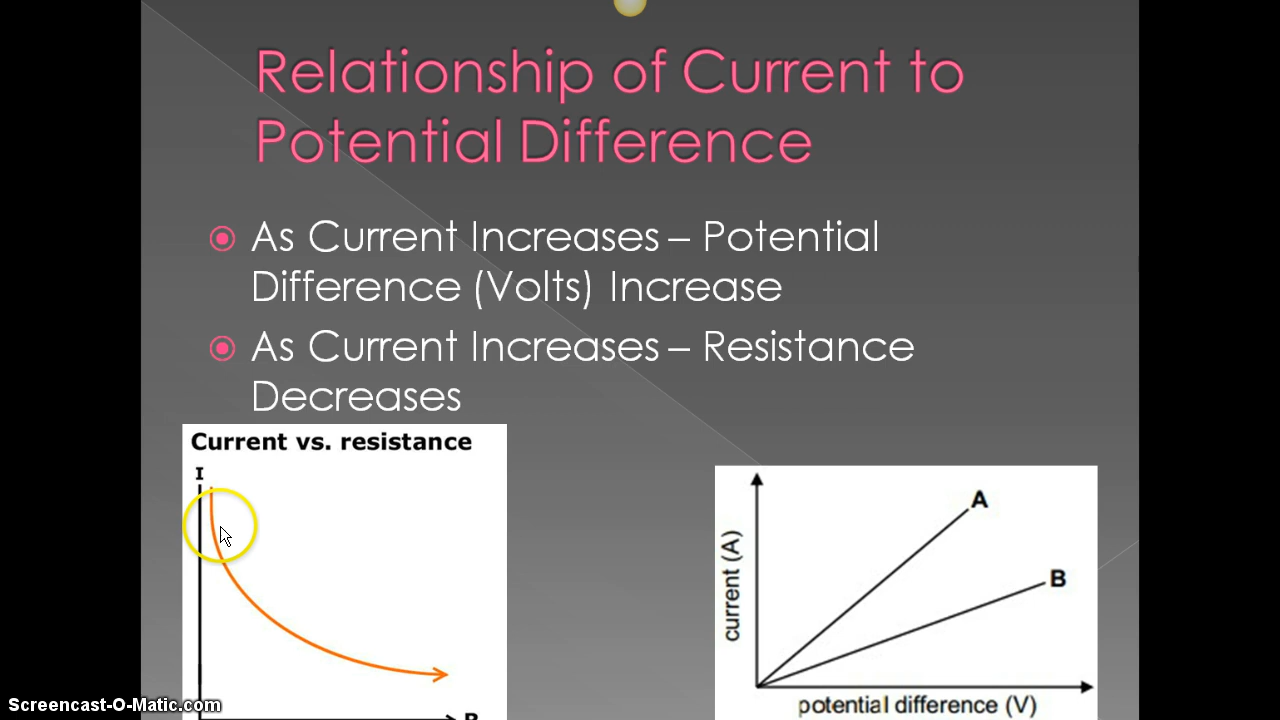 Relationship of Current to
Potential Difference
As Current Increases – Potential
Difference (Volts) Increase
As Current Increases – Resistance
Decreases
Current vs. resistance
I
R
A
B
current (A)
potential difference (V)
Screencast-O-Matic.com